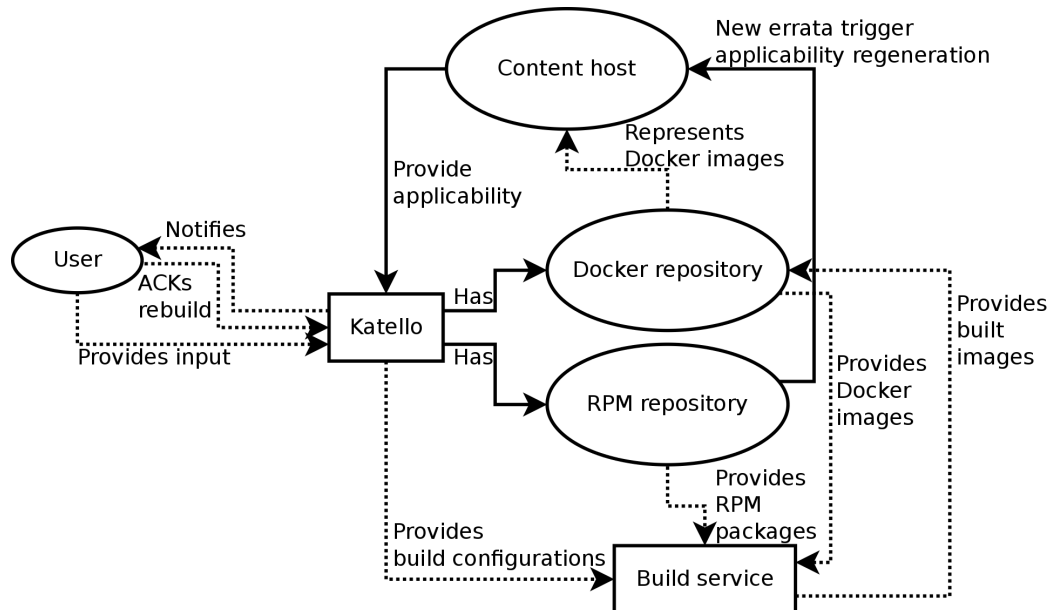 New errata trigger
applicability regeneration
Content host
Represents
Docker images
Provide
applicability
Notifies
User
ACKs
rebuild
Docker repository
Has
Katello
Provides
built
images
Provides input
Has
Provides
Docker
images
RPM repository
Provides
RPM
packages
Provides
build configurations
Build service